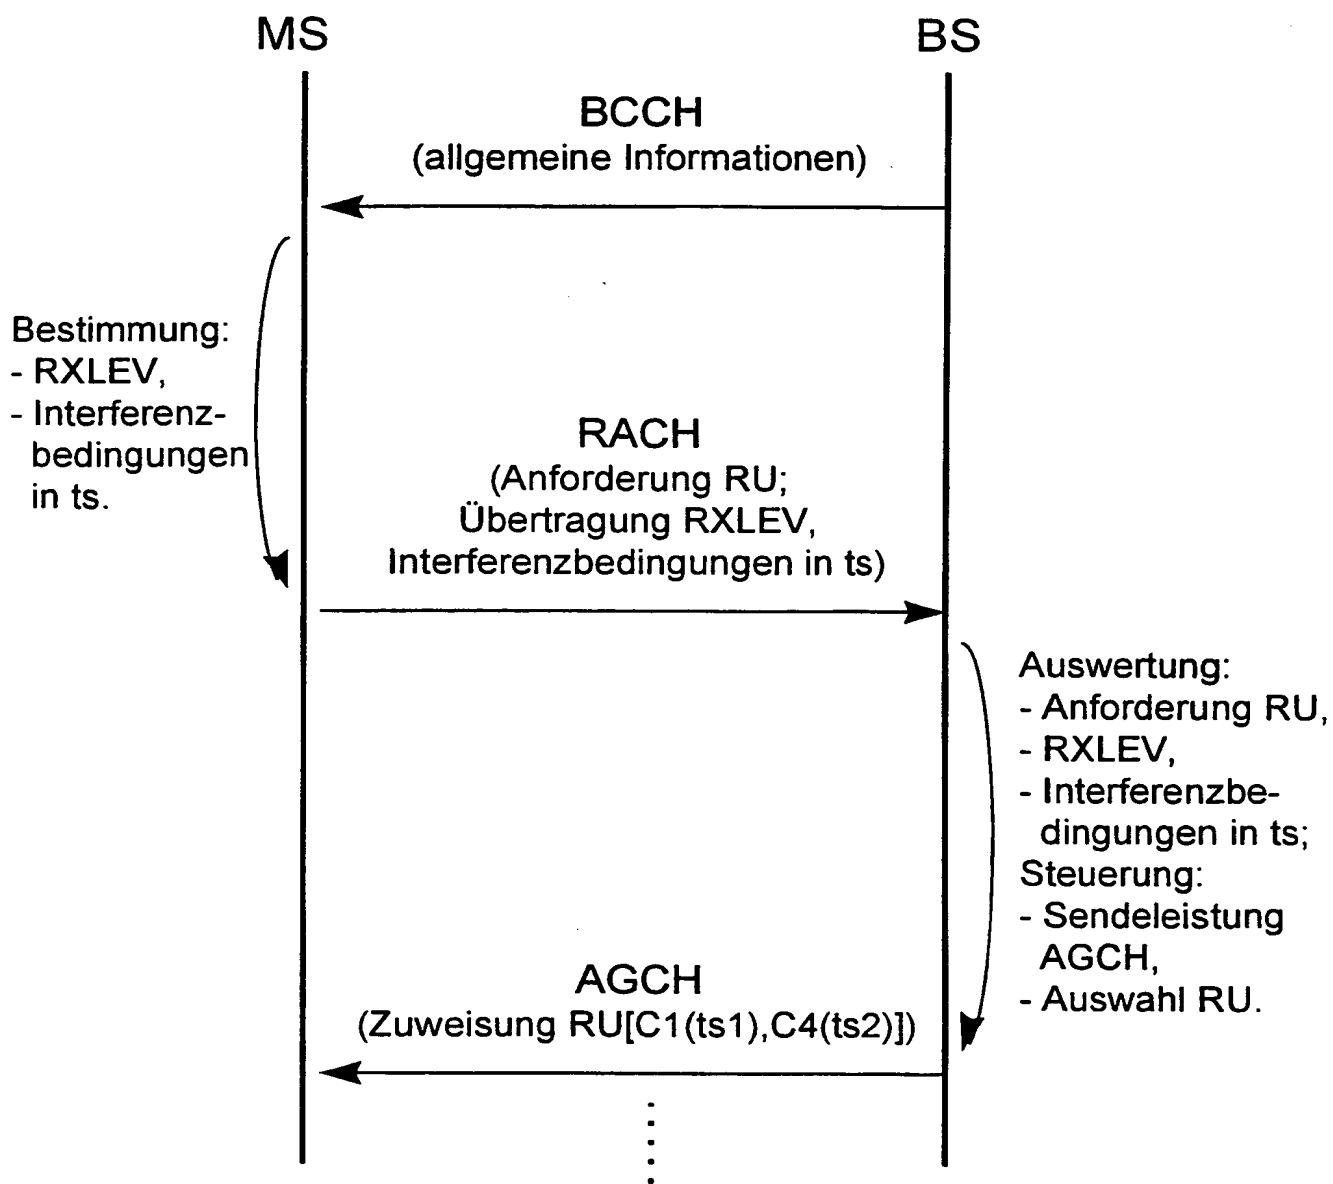 MS
BS
BCCH
(allgemeine Informationen)
Bestimmung:
- RXLEV,
- Interferenz-
bedingungen
in ts.
RACH
(Anforderung RU;
Übertragung RXLEV,
Interferenzbedingungen in ts)
Auswertung:
- Anforderung RU,
- RXLEV,
- Interferenzbe-
dingungen in ts;
Steuerung:
- Sendeleistung
AGCH,
- Auswahl RU.
AGCH
(Zuweisung RU[C1(ts1),C4(ts2)])